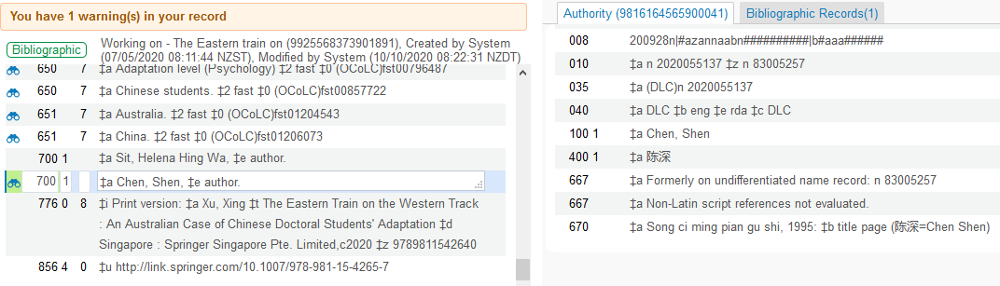 You have 1 warning(s) in your record
Bibliographic
Working on - The Eastern train on (9925568373901891), Created by System
(07/05/2020 08:11:44 NZST), Modified by System (10/10/2020 08:22:31 NZDT)
650 7 ‡a Adaptation level (Psychology) ‡2 fast ‡0 (OCoLC)fst00796487
650 7 ‡a Chinese students. ‡2 fast ‡0 (OCoLC)fst00857722
651 7 ‡a Australia. ‡2 fast ‡0 (OCoLC)fst01204543
651 7 ‡a China. ‡2 fast ‡0 (OCoLC)fst01206073
700 1 ‡a Sit, Helena Hing Wa, ‡e author.
700 1 ‡a Chen, Shen, ‡e author.
776 0 8 ‡i Print version: ‡a Xu, Xing ‡t The Eastern Train on the Western Track
: An Australian Case of Chinese Doctoral Students' Adaptation ‡d
Singapore : Springer Singapore Pte. Limited,c2020 ‡z 9789811542640
856 4 0 ‡u http://link.springer.com/10.1007/978-981-15-4265-7
Authority (9816164565900041) Bibliographic Records(1)
008 200928n|#azannaabn##########|b#aaa######
010 ‡a n 2020055137 ‡z n 83005257
035 ‡a (DLC)n 2020055137
040 ‡a DLC ‡b eng ‡e rda ‡c DLC
100 1 ‡a Chen, Shen
400 1 ‡a 陈深
667 ‡a Formerly on undifferentiated name record: n 83005257
667 ‡a Non-Latin script references not evaluated.
670 ‡a Song ci ming pian gu shi, 1995: ‡b title page (陈深=Chen Shen)